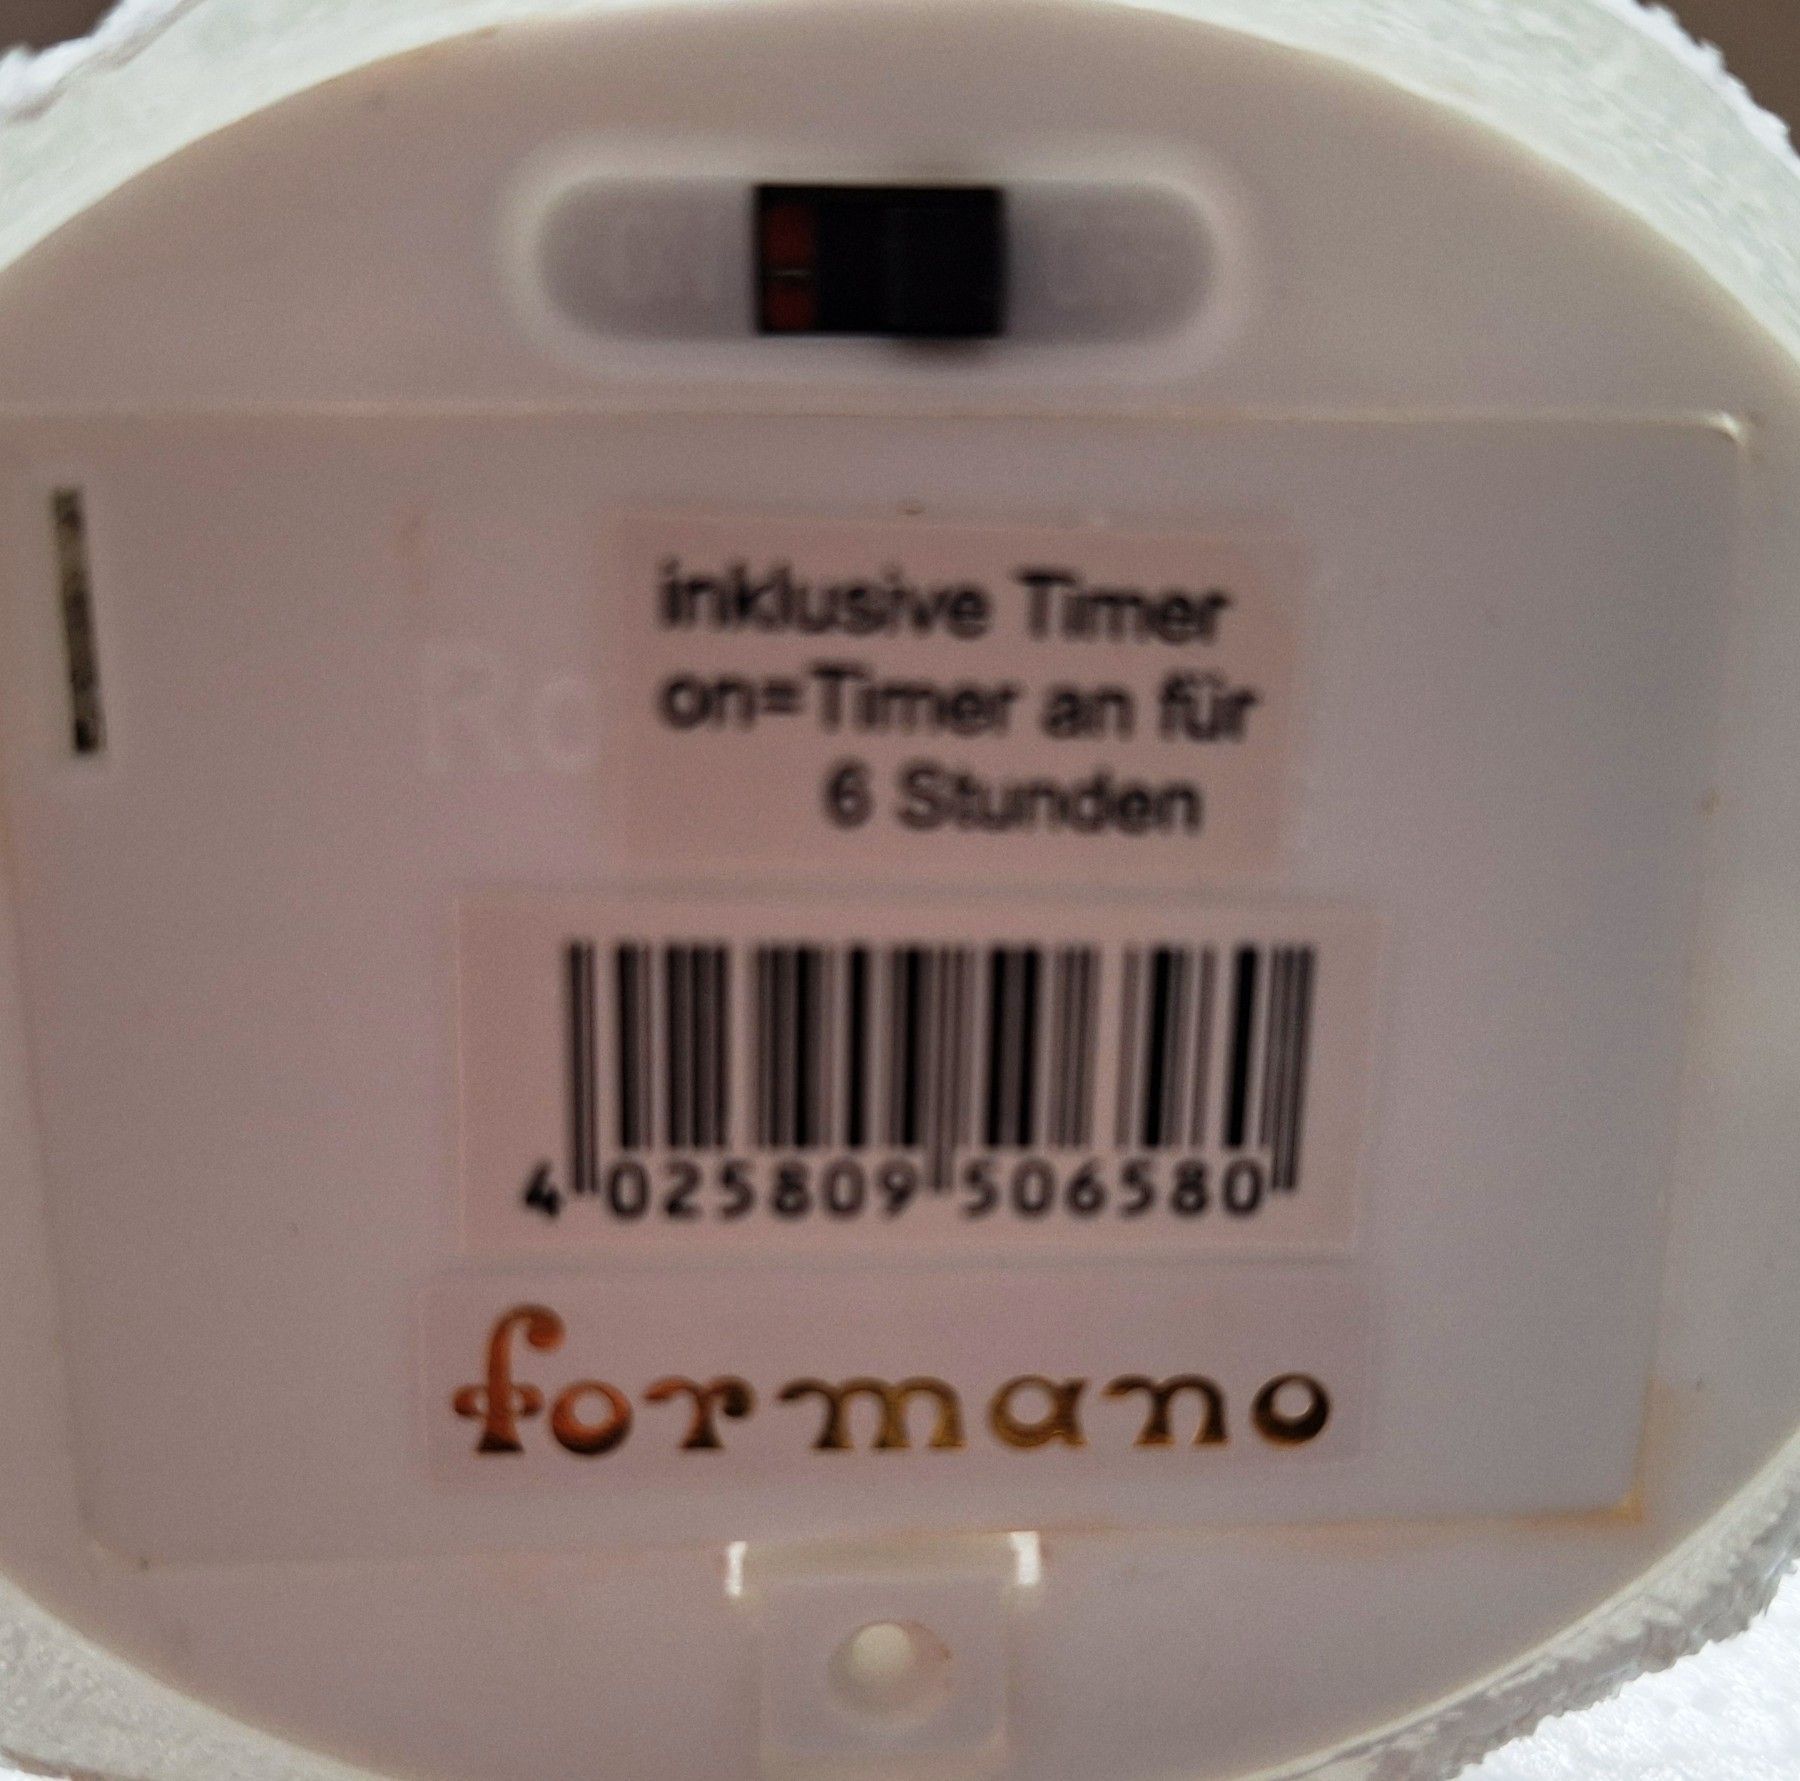 inklusive Timer
on=Timer an für
6 Stunden
4 025809 506580
formano